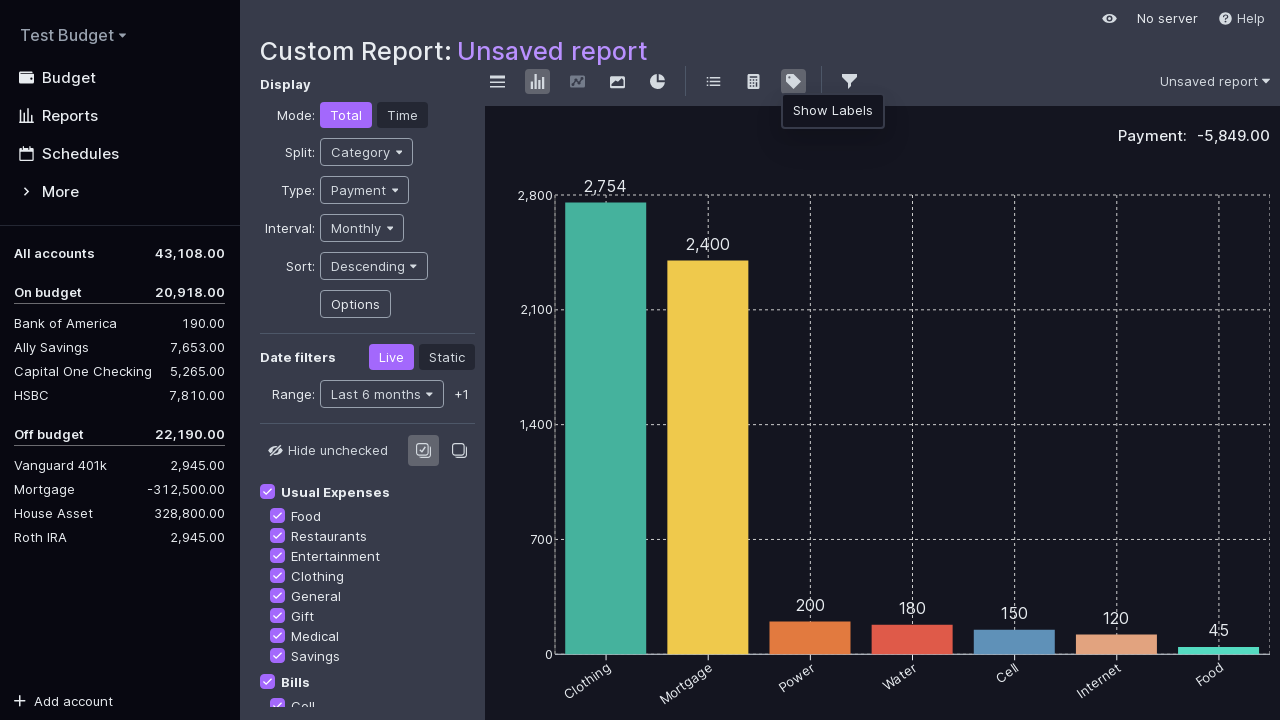 Test Budget
Budget
Reports
Schedules
More
All accounts 43,108.00
On budget 20,918.00
Bank of America 190.00
Ally Savings 7,653.00
Capital One Checking 5,265.00
HSBC 7,810.00
Off budget 22,190.00
Vanguard 401k 2,945.00
Mortgage -312,500.00
House Asset 328,800.00
Roth IRA 2,945.00
Add account
No server
Help
Custom Report: Unsaved report
Display
Mode: Total Time
Split: Category
Type: Payment
Interval: Monthly
Sort: Descending
Options
Date filters Live Static
Range: Last 6 months +1
Hide unchecked
Usual Expenses
Food
Restaurants
Entertainment
Clothing
General
Gift
Medical
Savings
Bills
Cell
Unsaved report
Show Labels
Payment: -5,849.00
2,800
2,100
1,400
700
0
2,754
2,400
200
180
150
120
45
Clothing
Mortgage
Power
Water
Cell
Internet
Food